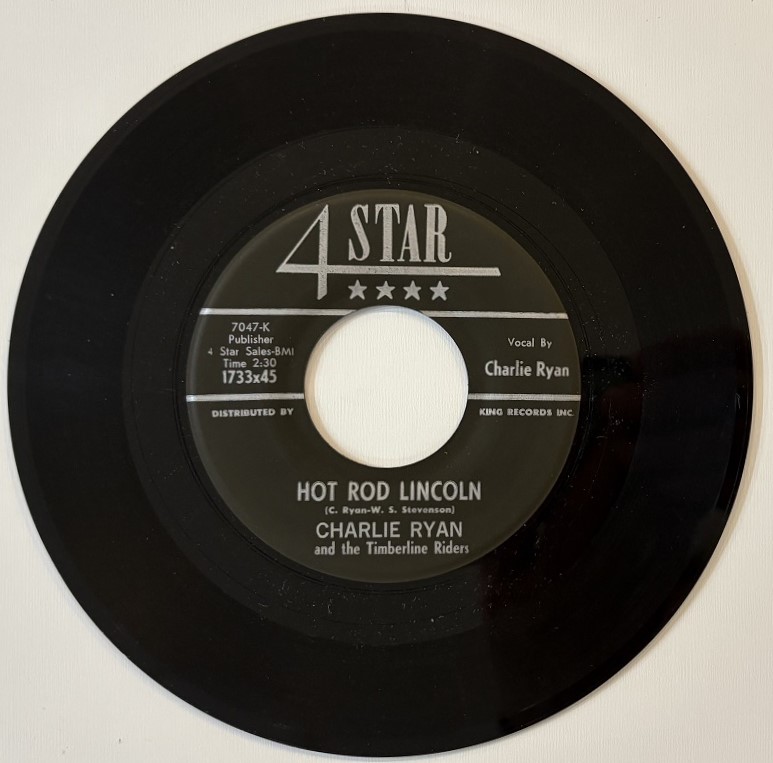 4 STAR
★★★★
7047-K
Publisher
4 Star Sales-BMI
Time 2:30
1733x45
Vocal By
Charlie Ryan
DISTRIBUTED BY KING RECORDS INC.
HOT ROD LINCOLN
(C. Ryan-W. S. Stevenson)
CHARLIE RYAN
and the Timberline Riders